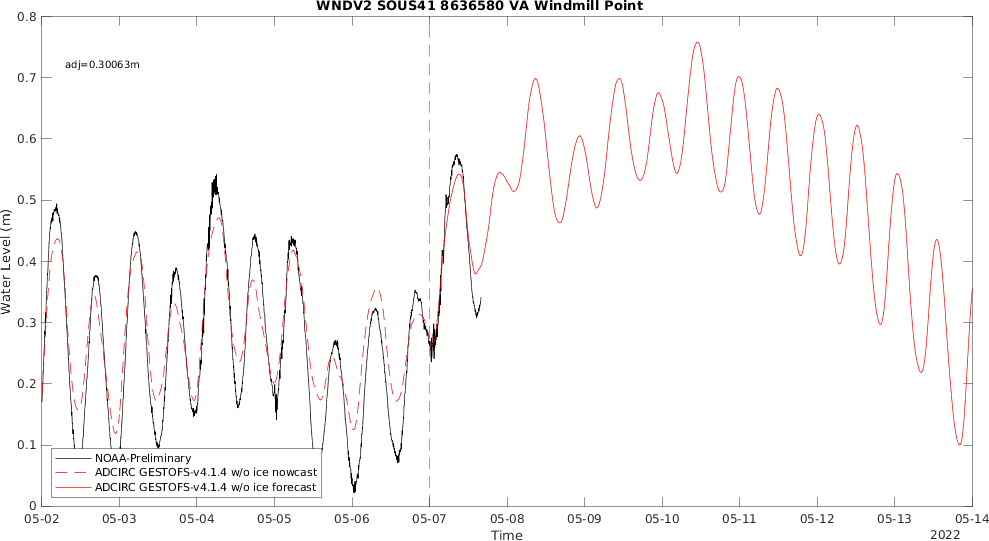 WNDV2 SOUS41 8636580 VA Windmill Point
adj=0.30063m
0.8
0.7
0.6
0.5
0.4
0.3
0.2
0.1
0
Water Level (m)
NOAA-Preliminary
ADCIRC GESTOFS-v4.1.4 w/o ice nowcast
ADCIRC GESTOFS-v4.1.4 w/o ice forecast
05-02 05-03 05-04 05-05 05-06 05-07 05-08 05-09 05-10 05-11 05-12 05-13 05-14
Time
2022